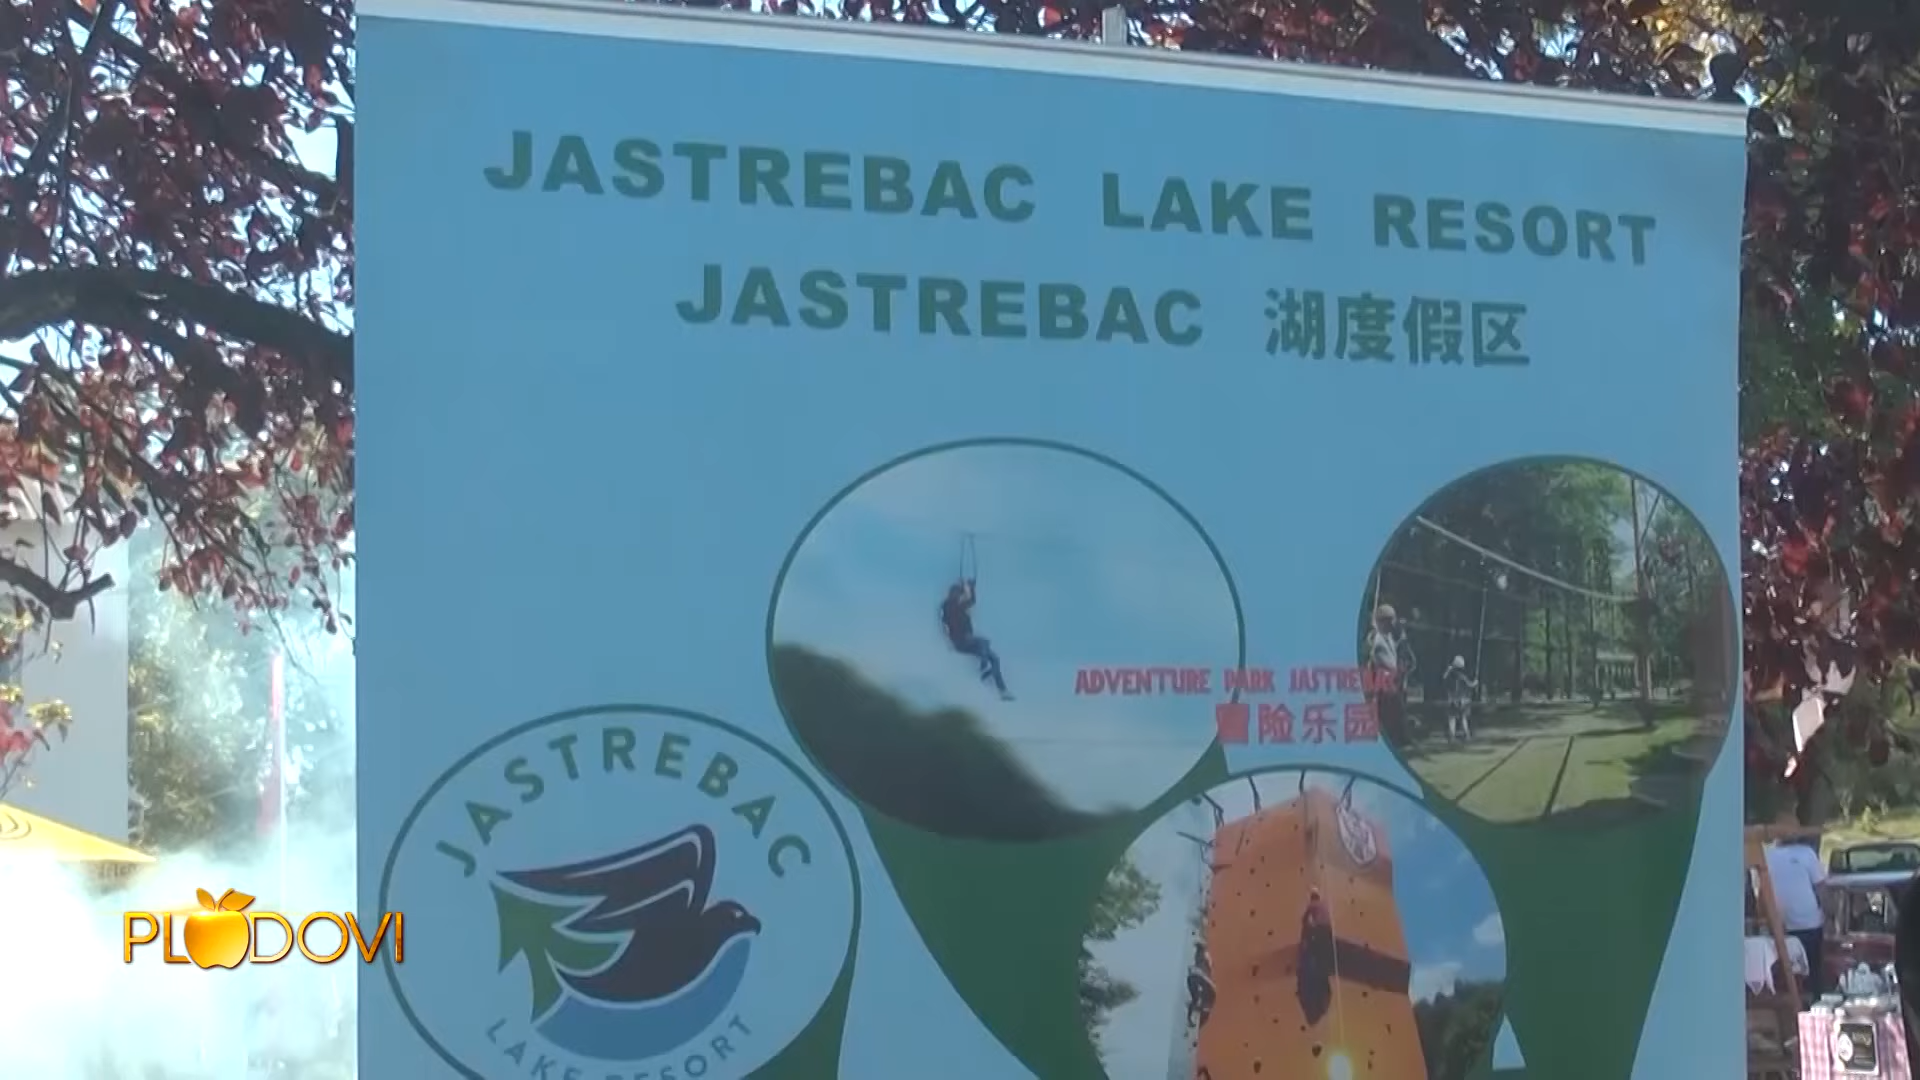 JASTREBAC LAKE RESORT
JASTREBAC 湖度假区
ADVENTURE PARK JASTREBAC
冒险乐园
JASTREBAC
LAKE RESORT
PLODOVI